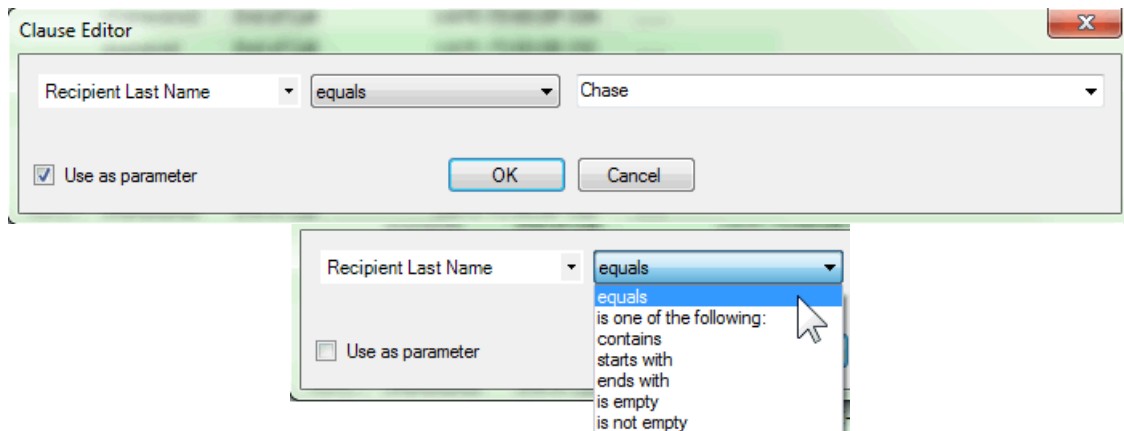 Clause Editor
Recipient Last Name equals Chase
Use as parameter OK Cancel
Recipient Last Name equals
equals
is one of the following:
contains
Use as parameter
starts with
ends with
is empty
is not empty